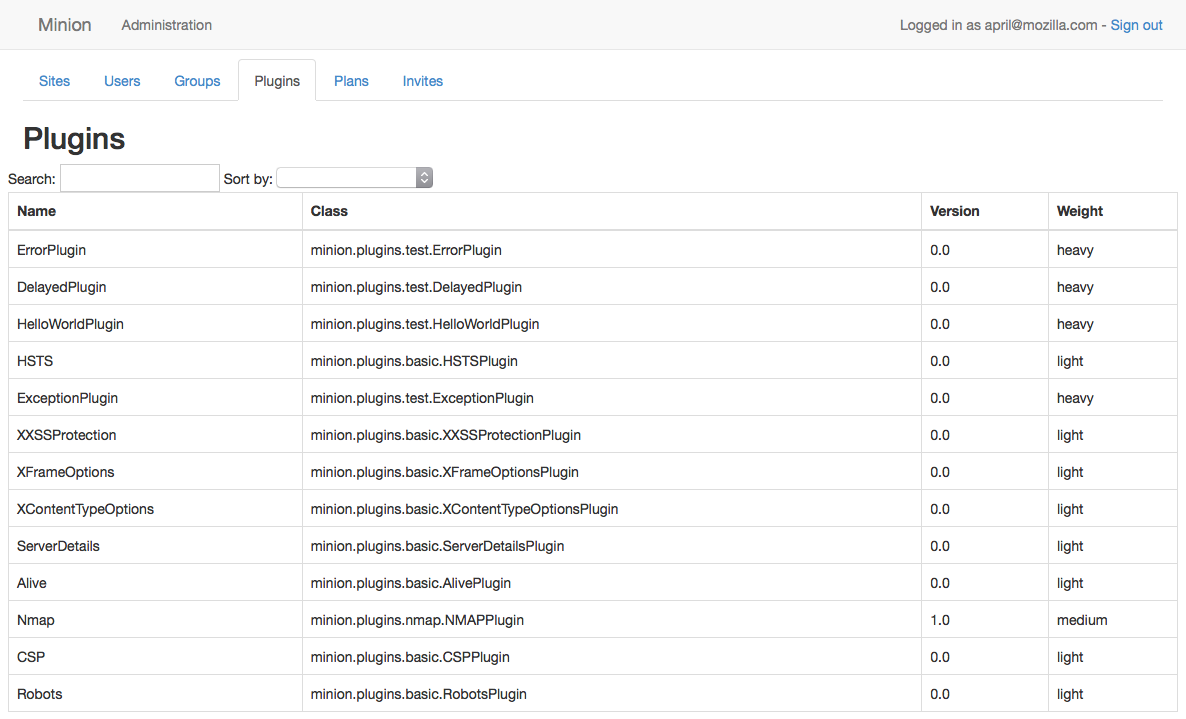 Minion Administration Logged in as april@mozilla.com - Sign out
Sites Users Groups Plugins Plans Invites
Plugins
Search: Sort by:
Name Class Version Weight
ErrorPlugin minion.plugins.test.ErrorPlugin 0.0 heavy
DelayedPlugin minion.plugins.test.DelayedPlugin 0.0 heavy
HelloWorldPlugin minion.plugins.test.HelloWorldPlugin 0.0 heavy
HSTS minion.plugins.basic.HSTSPlugin 0.0 light
ExceptionPlugin minion.plugins.test.ExceptionPlugin 0.0 heavy
XXSSProtection minion.plugins.basic.XXSSProtectionPlugin 0.0 light
XFrameOptions minion.plugins.basic.XFrameOptionsPlugin 0.0 light
XContentTypeOptions minion.plugins.basic.XContentTypeOptionsPlugin 0.0 light
ServerDetails minion.plugins.basic.ServerDetailsPlugin 0.0 light
Alive minion.plugins.basic.AlivePlugin 0.0 light
Nmap minion.plugins.nmap.NMAPPlugin 1.0 medium
CSP minion.plugins.basic.CSPPlugin 0.0 light
Robots minion.plugins.basic.RobotsPlugin 0.0 light